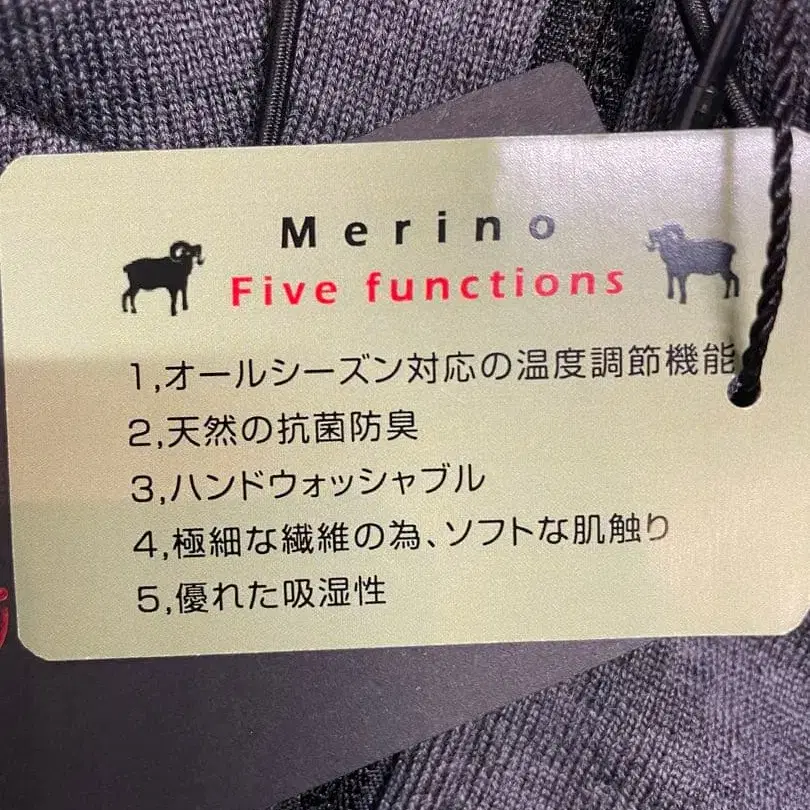 Merino
Five functions
1,オールシーズン対応の温度調節機能
2,天然の抗菌防臭
3,ハンドウォッシャブル
4,極細な繊維の為、ソフトな肌触り
5,優れた吸湿性